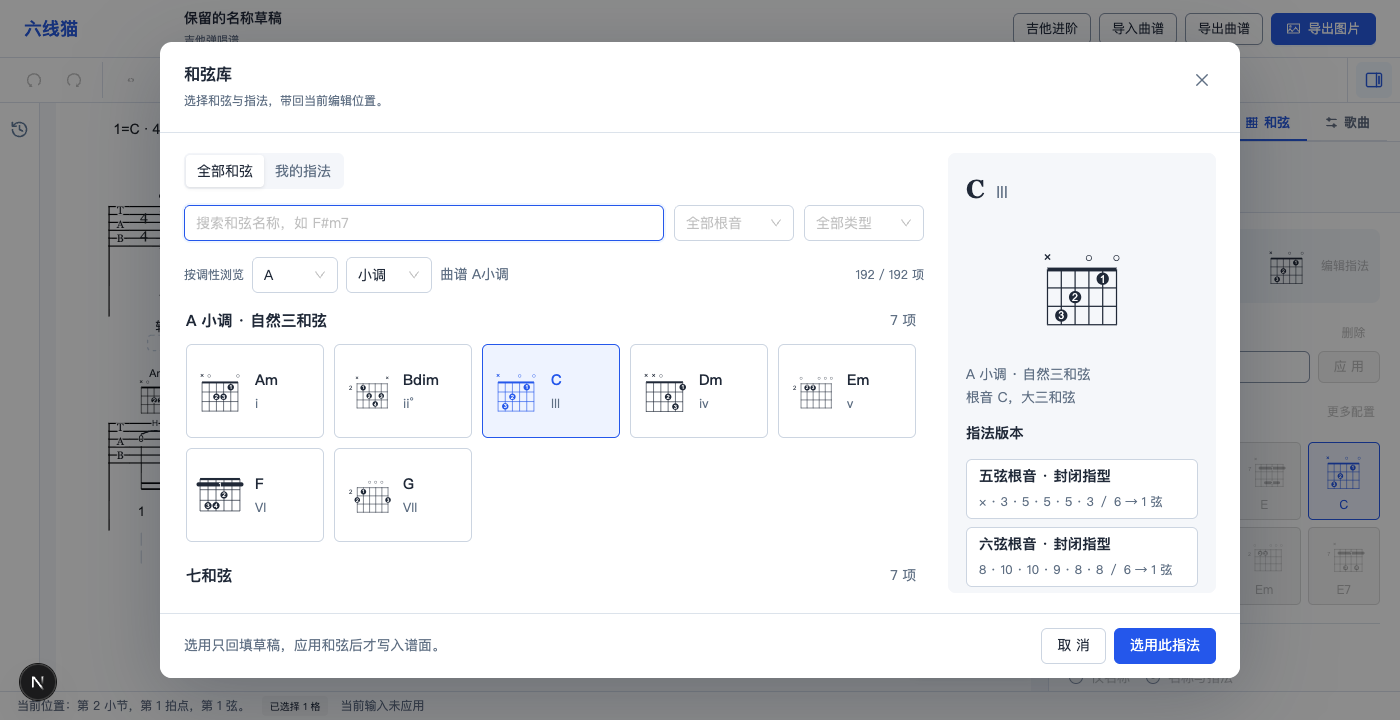 六线猫
保留的名称草稿
吉他弹唱谱
吉他进阶
导入曲谱
导出曲谱
导出图片
和弦库
选择和弦与指法，带回当前编辑位置。
和弦
歌曲
1=C · 4
全部和弦
我的指法
搜索和弦名称，如 F#m7
全部根音
全部类型
按调性浏览
A
小调
曲谱 A小调
192 / 192 项
A 小调 · 自然三和弦
7 项
Am
i
Bdim
ii°
C
III
Dm
iv
Em
v
F
VI
G
VII
七和弦
7 项
C III
A 小调 · 自然三和弦
根音 C，大三和弦
指法版本
五弦根音 · 封闭指型
× · 3 · 5 · 5 · 5 · 3 / 6 → 1 弦
六弦根音 · 封闭指型
8 · 10 · 10 · 9 · 8 · 8 / 6 → 1 弦
编辑指法
删除
应 用
更多配置
E
C
Em
E7
T
A
B
4
4
T
A
B
1
选用只回填草稿，应用和弦后才写入谱面。
取 消
选用此指法
N
当前位置：第 2 小节，第 1 拍点，第 1 弦。
已选择 1 格
当前输入未应用